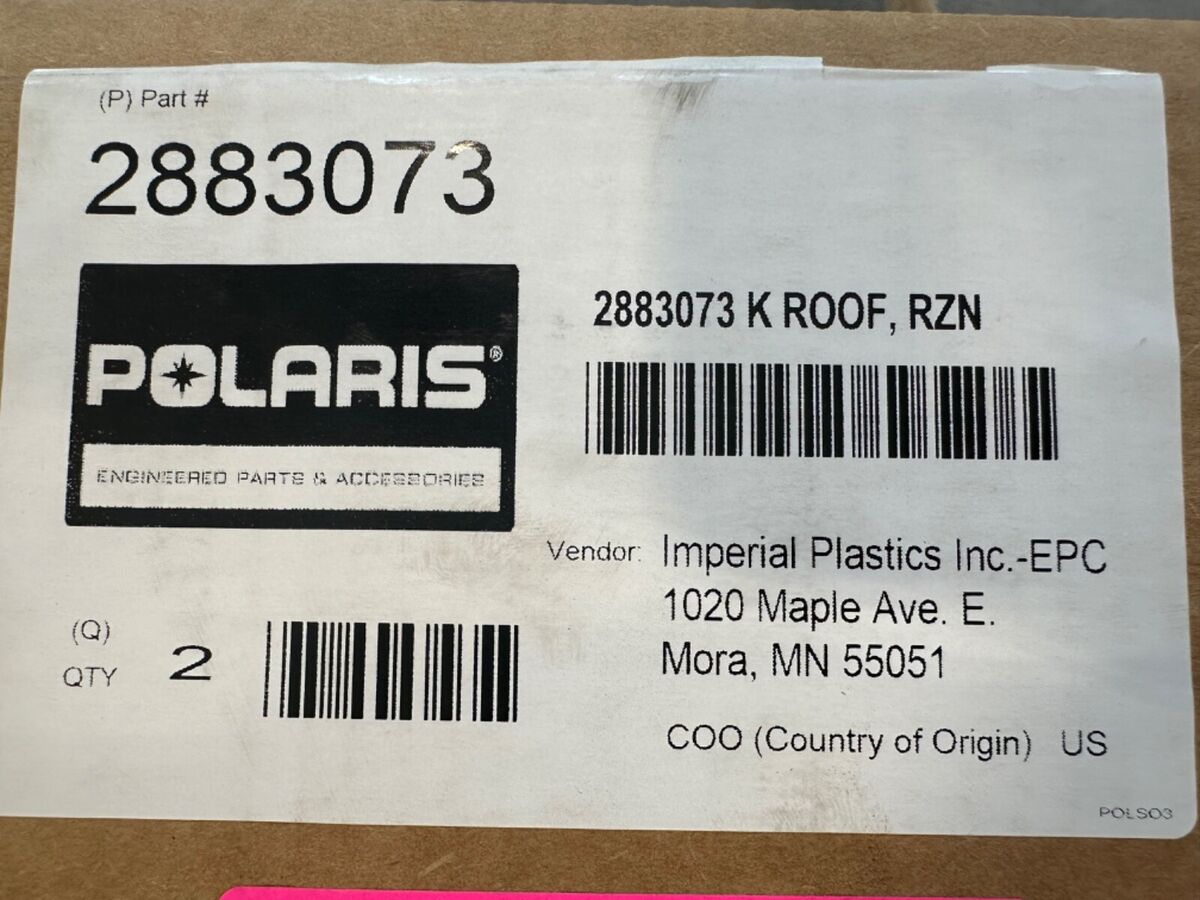 (P) Part #
2883073
POLARIS®
ENGINEERED PARTS & ACCESSORIES
2883073 K ROOF, RZN
Vendor: Imperial Plastics Inc.-EPC
1020 Maple Ave. E.
Mora, MN 55051
(Q)
QTY 2
COO (Country of Origin) US
POLS03